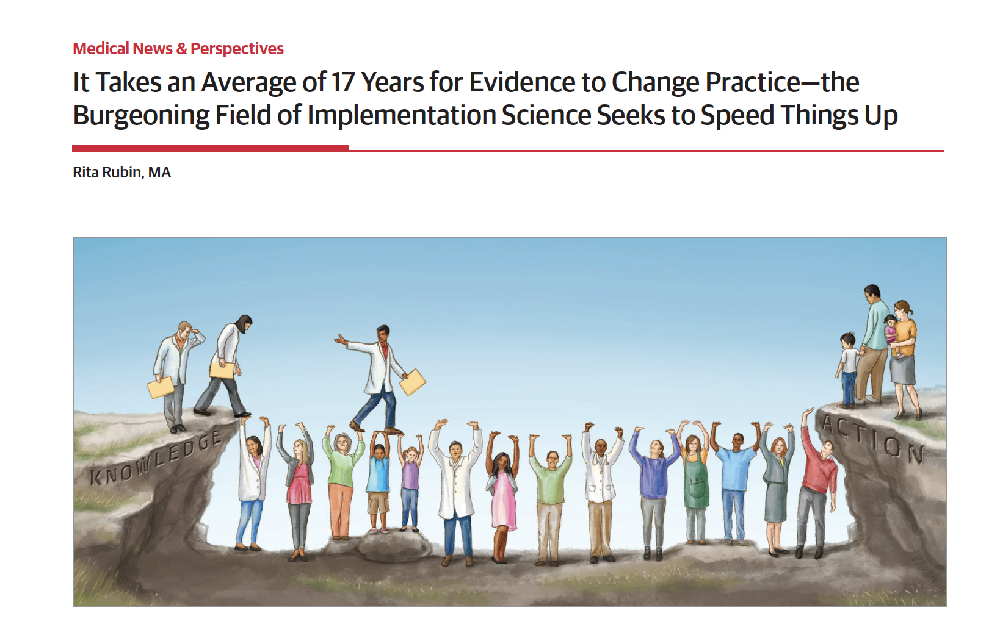 Medical News & Perspectives
It Takes an Average of 17 Years for Evidence to Change Practice—the
Burgeoning Field of Implementation Science Seeks to Speed Things Up
Rita Rubin, MA
KNOWLEDGE
ACTION
KAREN